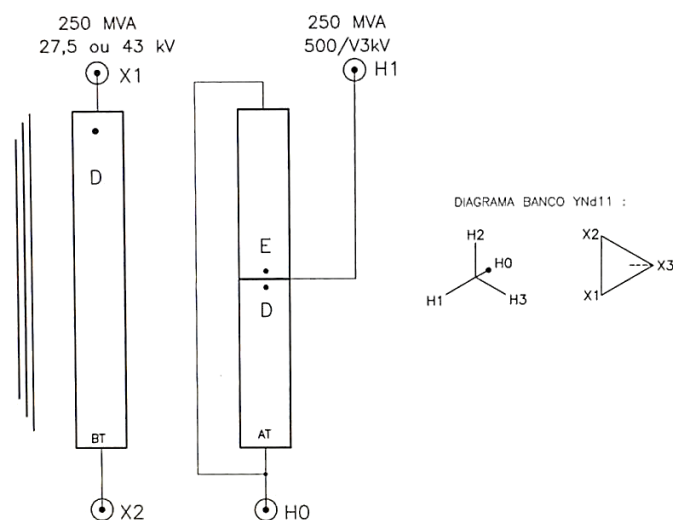 250 MVA
27,5 ou 43 kV
X1
250 MVA
500/V3kV
H1
D
E
D
BT
AT
X2
H0
DIAGRAMA BANCO YNd11 :
H2
H0
H1
H3
X2
X3
X1